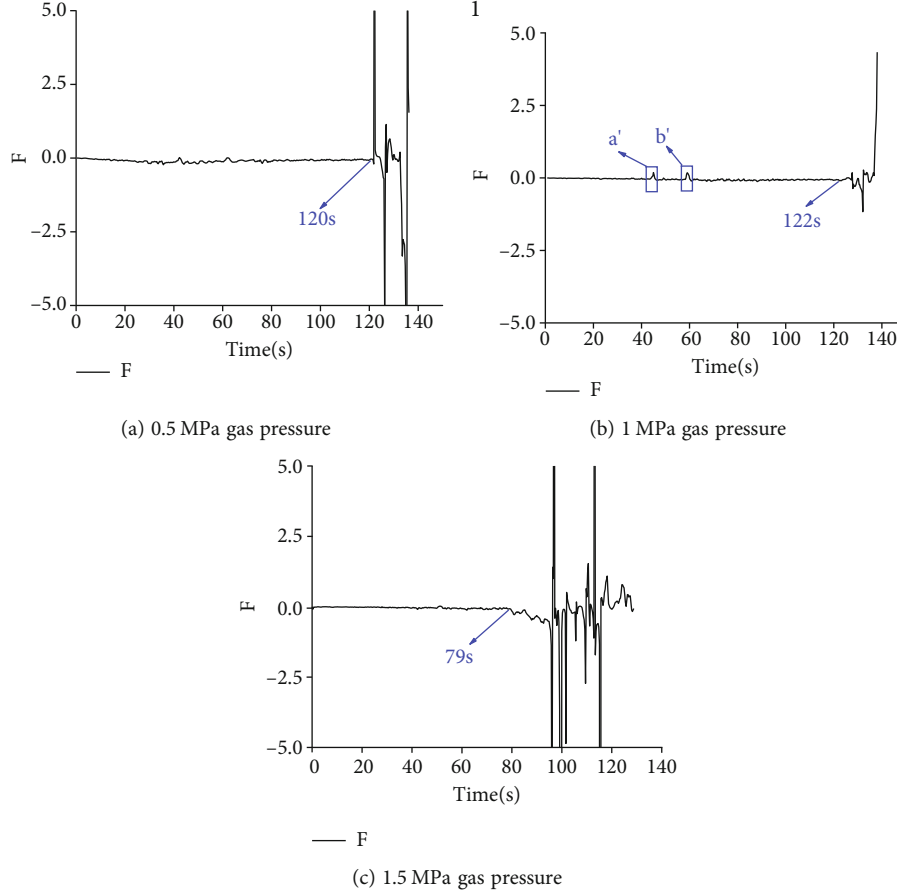 5.0
2.5
0.0
−2.5
−5.0
F
120s
0 20 40 60 80 100 120 140
Time(s)
F
(a) 0.5 MPa gas pressure
1
5.0
2.5
0.0
−2.5
−5.0
F
a'
b'
122s
0 20 40 60 80 100 120 140
Time(s)
F
(b) 1 MPa gas pressure
5.0
2.5
0.0
−2.5
−5.0
F
79s
0 20 40 60 80 100 120 140
Time(s)
F
(c) 1.5 MPa gas pressure